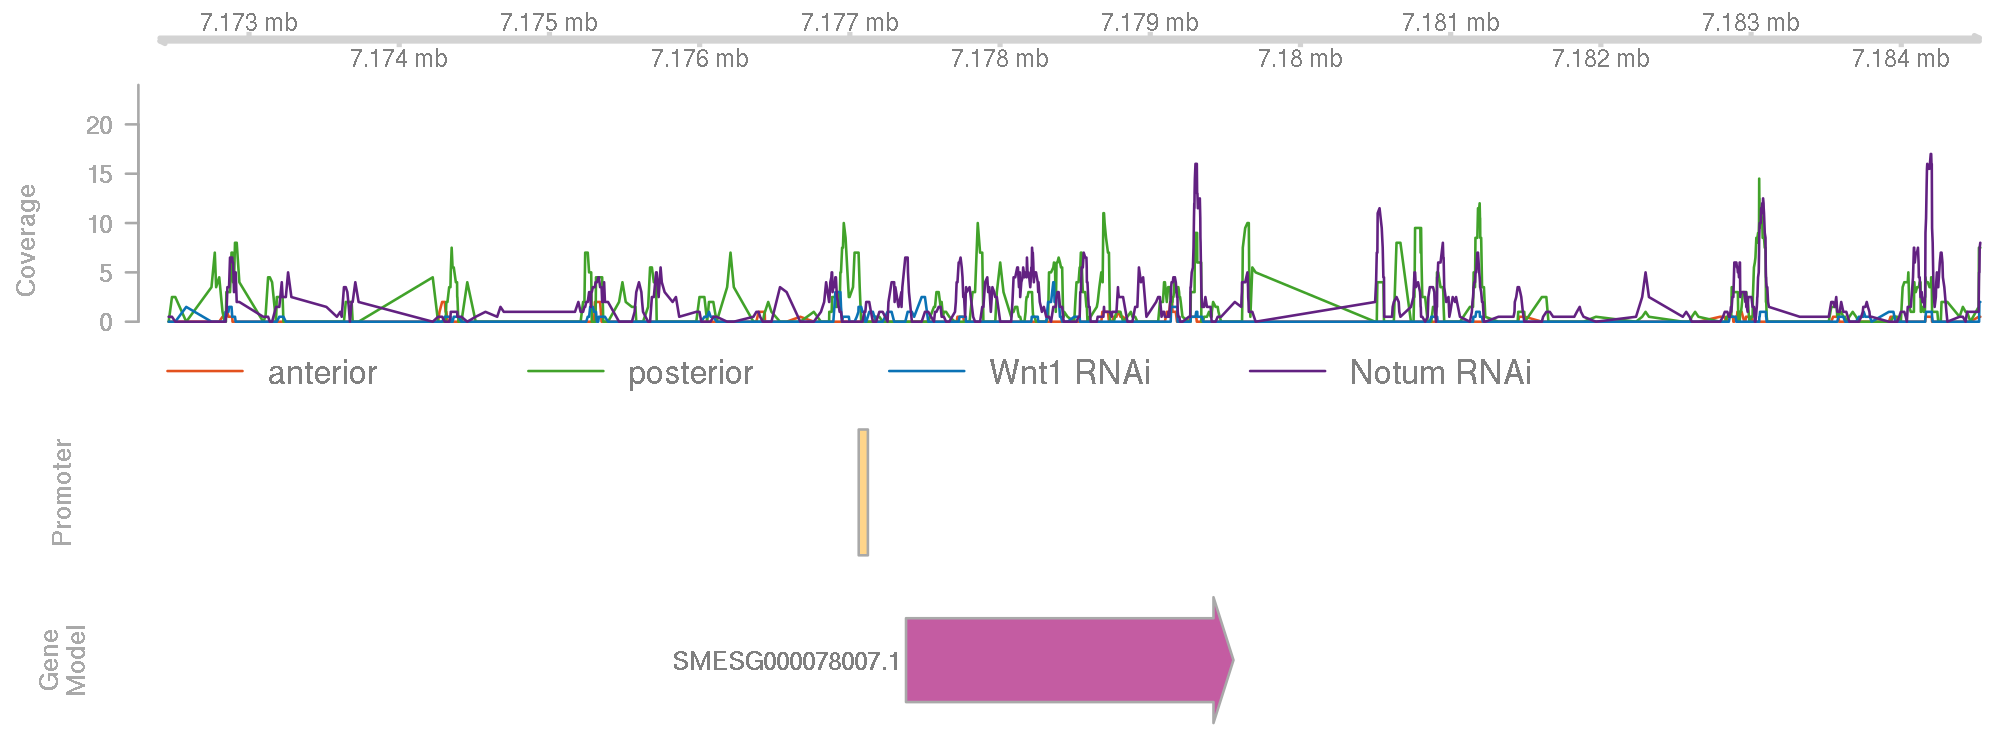 7.173 mb 7.175 mb 7.177 mb 7.179 mb 7.181 mb 7.183 mb
7.174 mb 7.176 mb 7.178 mb 7.18 mb 7.182 mb 7.184 mb
Coverage
20
15
10
5
0
anterior posterior Wnt1 RNAi Notum RNAi
Promoter
Gene
Model
SMESG000078007.1